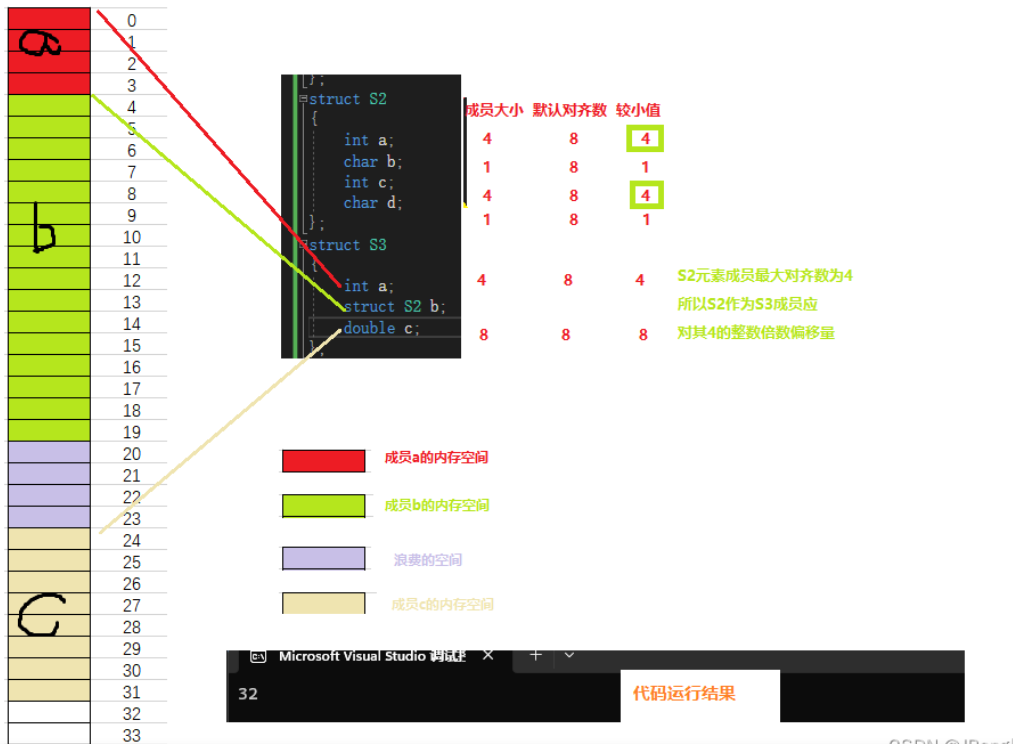 a
b
C
0
1
2
3
4
5
6
7
8
9
10
11
12
13
14
15
16
17
18
19
20
21
22
23
24
25
26
27
28
29
30
31
32
33
};
struct S2
{
int a;
char b;
int c;
char d;
};
struct S3
{
int a;
struct S2 b;
double c;
};
成员大小 默认对齐数 较小值
4 8 4
1 8 1
4 8 4
1 8 1
4 8 4
8 8 8
S2元素成员最大对齐数为4
所以S2作为S3成员应
对其4的整数倍数偏移量
成员a的内存空间
成员b的内存空间
浪费的空间
成员c的内存空间
Microsoft Visual Studio 调试
32
代码运行结果